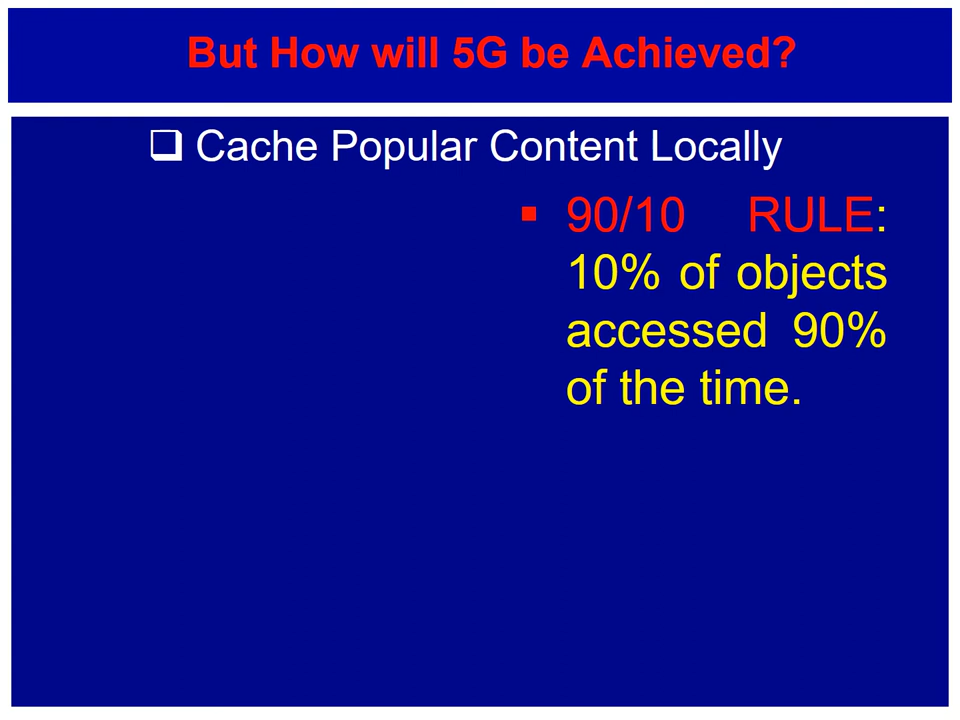 But How will 5G be Achieved?
Cache Popular Content Locally
90/10 RULE:
10% of objects
accessed 90%
of the time.